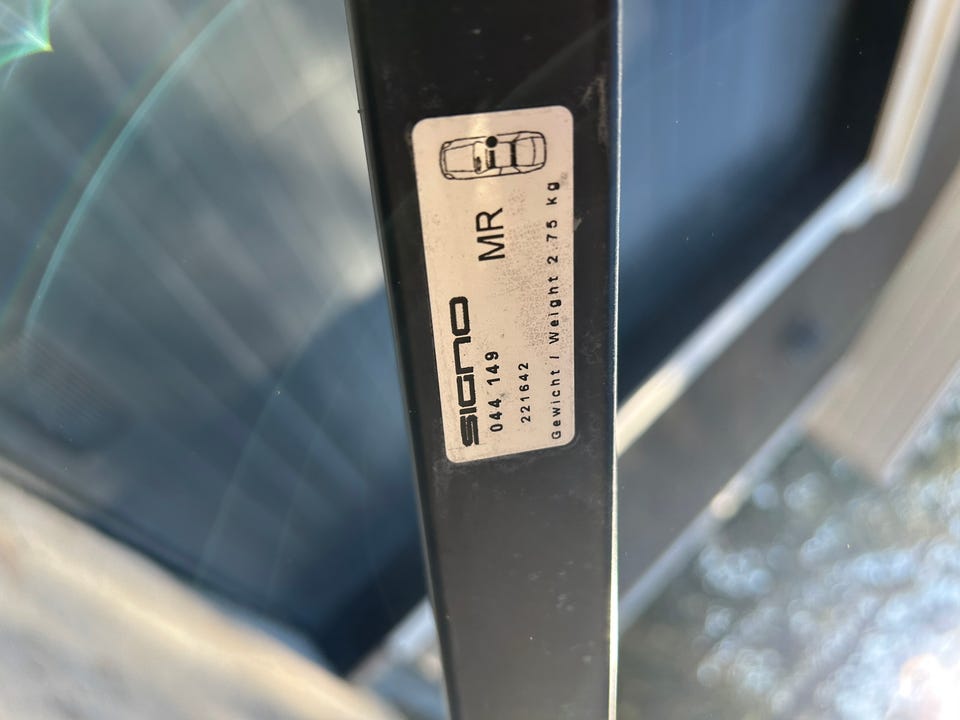 SIGNO
MR
044 149
221642
Gewicht / Weight 2.75 kg